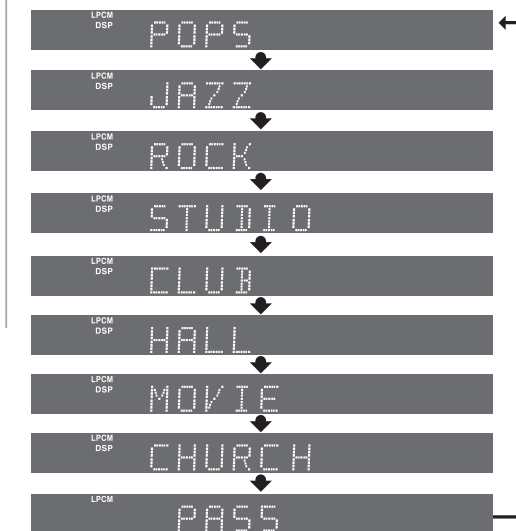 LPCM
DSP
POPS
LPCM
DSP
JAZZ
LPCM
DSP
ROCK
LPCM
DSP
STUDIO
LPCM
DSP
CLUB
LPCM
DSP
HALL
LPCM
DSP
MOVIE
LPCM
DSP
CHURCH
LPCM
PASS